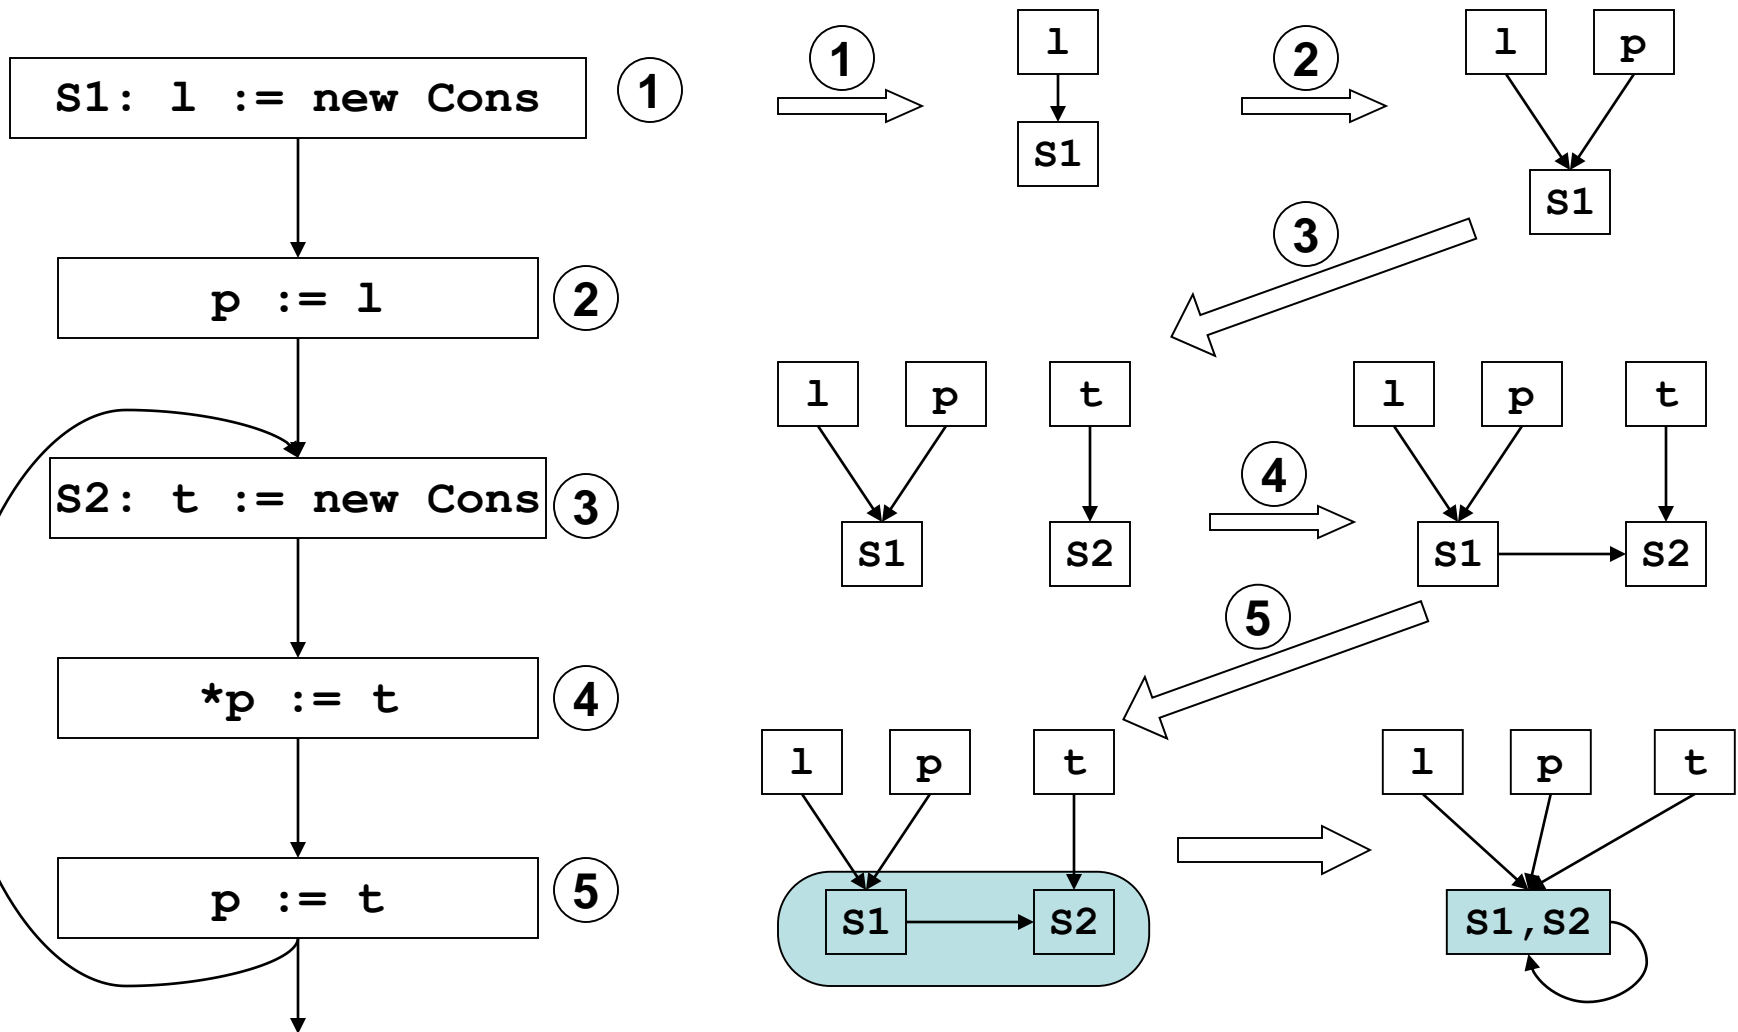 S1: l := new Cons
1
p := l
2
S2: t := new Cons
3
*p := t
4
p := t
5
1
l
S1
2
l p
S1
3
l p t
S1 S2
4
l p t
S1 S2
5
l p t
S1 S2
l p t
S1,S2